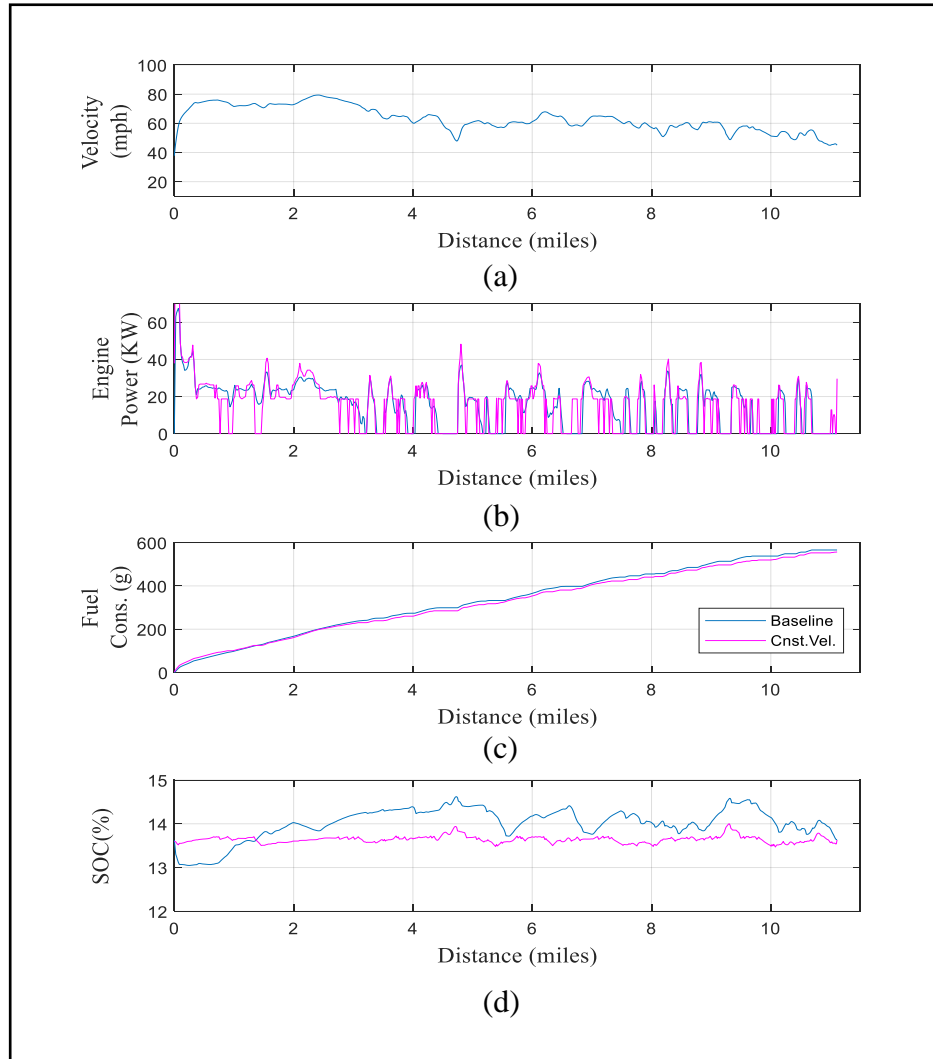 100
80
60
40
20
Velocity
(mph)
0 2 4 6 8 10
Distance (miles)
(a)
60
40
20
0
Engine
Power (KW)
0 2 4 6 8 10
Distance (miles)
(b)
600
400
200
0
Fuel
Cons. (g)
Baseline
Cnst.Vel.
0 2 4 6 8 10
Distance (miles)
(c)
15
14
13
12
SOC(%)
0 2 4 6 8 10
Distance (miles)
(d)